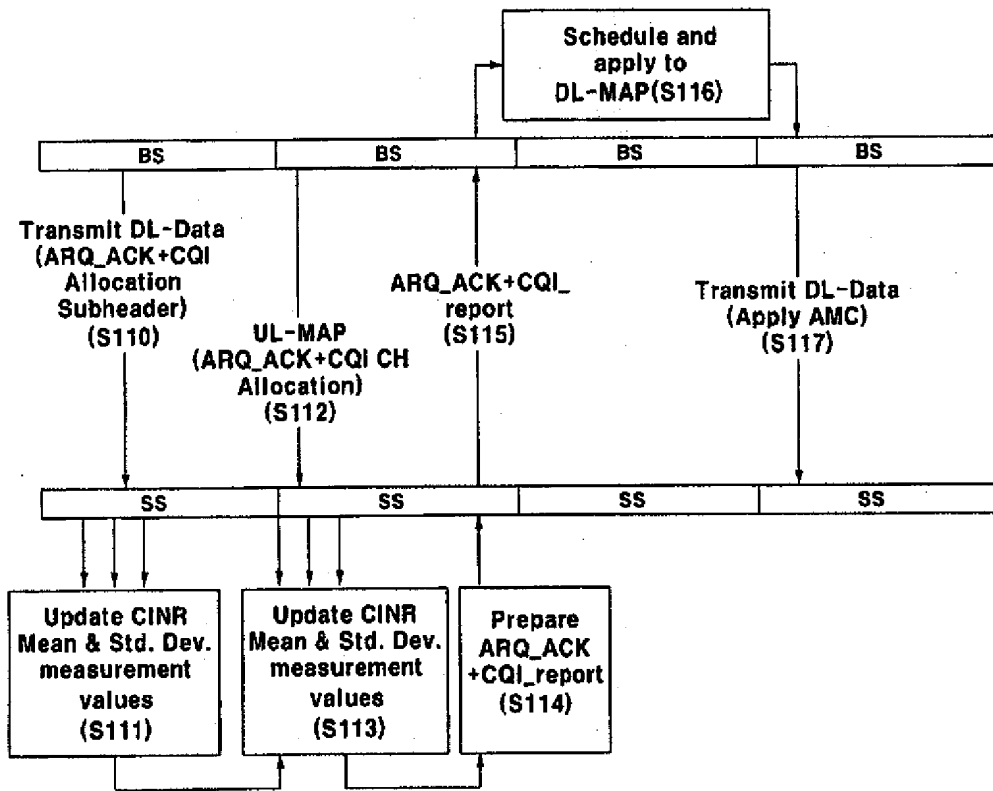 Schedule and
apply to
DL-MAP(S116)
BS
BS
BS
BS
Transmit DL-Data
(ARQ_ACK+CQI
Allocation
Subheader)
(S110)
UL-MAP
(ARQ_ACK+CQI CH
Allocation)
(S112)
ARQ_ACK+CQI_
report
(S115)
Transmit DL-Data
(Apply AMC)
(S117)
SS
SS
SS
SS
Update CINR
Mean & Std. Dev.
measurement
values
(S111)
Update CINR
Mean & Std. Dev.
measurement
values
(S113)
Prepare
ARQ_ACK
+CQI_report
(S114)